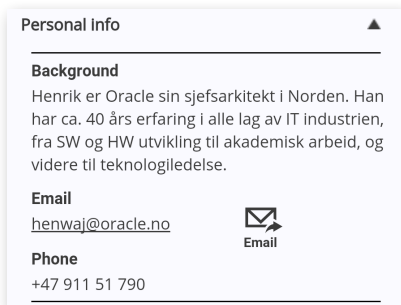 Personal info
Background
Henrik er Oracle sin sjefsarkitekt i Norden. Han
har ca. 40 års erfaring i alle lag av IT industrien,
fra SW og HW utvikling til akademisk arbeid, og
videre til teknologiledelse.
Email
henwaj@oracle.no
Email
Phone
+47 911 51 790